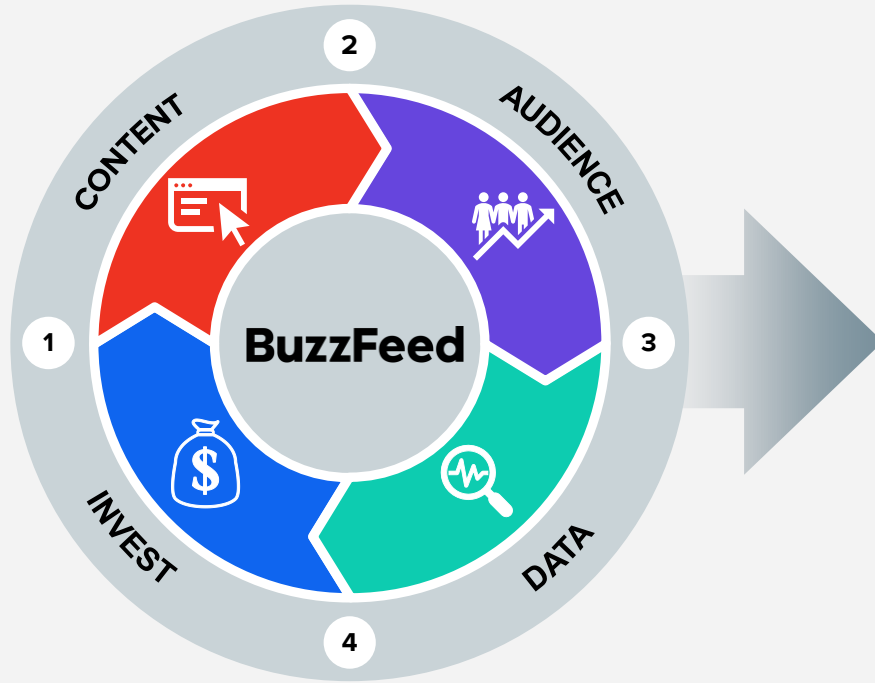 2
CONTENT
AUDIENCE
1
BuzzFeed
3
$
INVEST
DATA
4